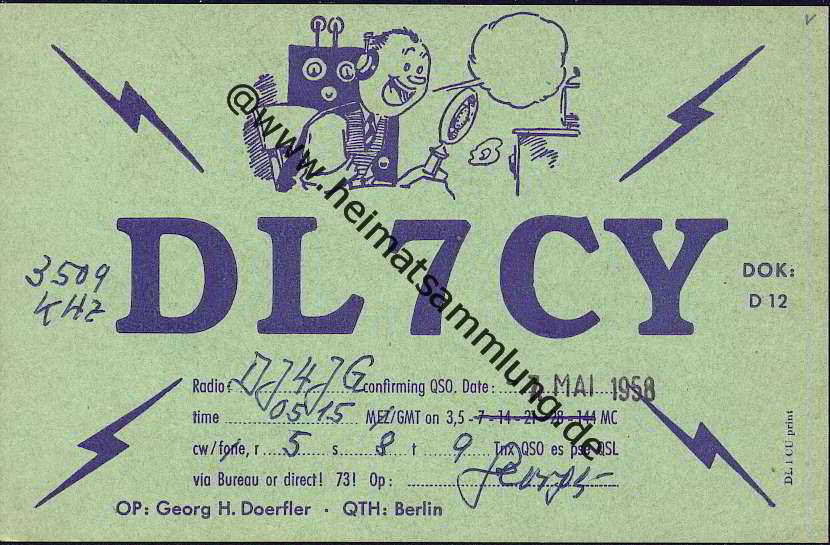 @www.heimatsammlung.de
DL7CY
3509
KHz
DOK:
D 12
Radio: DJ4JG confirming QSO. Date: MAI 1958
time 0515 MEZ/GMT on 3,5 - 7 - 14 - 21 - 28 - 144 MC
cw/fone, r 5 s 8 t 9 Tnx QSO es pse QSL
via Bureau or direct! 73! Op: Georg
OP: Georg H. Doerfler · QTH: Berlin
DL 1 CU print